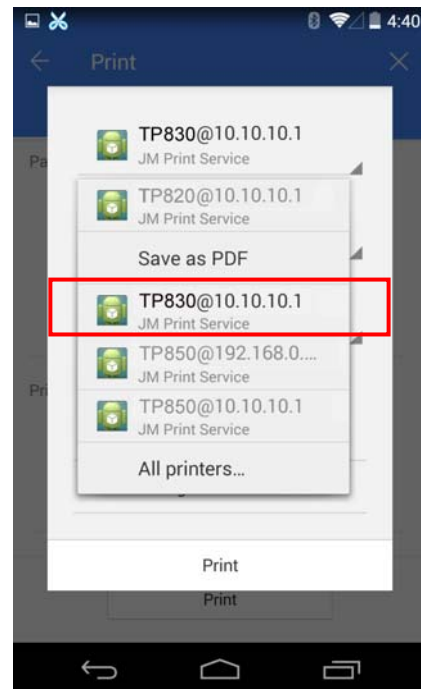 4:40
Print
TP830@10.10.10.1
JM Print Service
Pa
TP820@10.10.10.1
JM Print Service
Save as PDF
TP830@10.10.10.1
JM Print Service
TP850@192.168.0....
JM Print Service
Pri
TP850@10.10.10.1
JM Print Service
All printers...
Print
Print